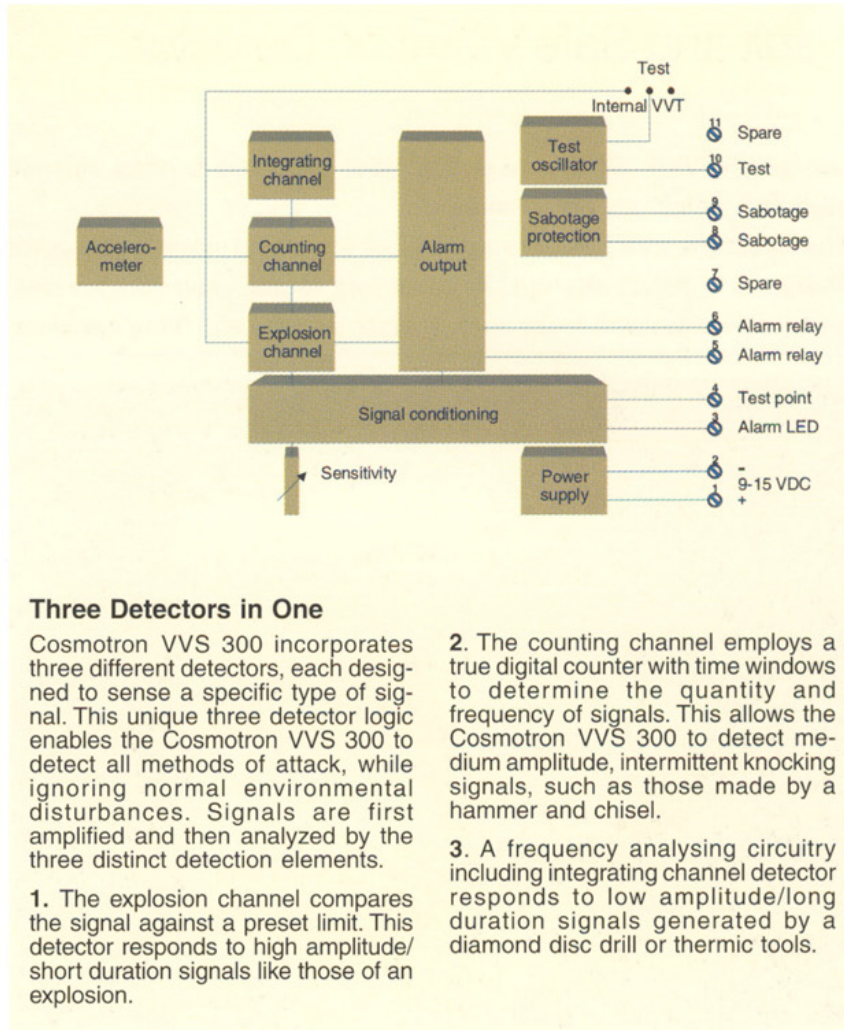 Test
Internal VVT
11 Spare
Integrating
channel
Test
oscillator
10 Test
9 Sabotage
Accelero-
meter
Counting
channel
Alarm
output
Sabotage
protection
8 Sabotage
7 Spare
Explosion
channel
6 Alarm relay
5 Alarm relay
4 Test point
Signal conditioning
3 Alarm LED
Sensitivity
Power
supply
2 -
9-15 VDC
1 +
Three Detectors in One
Cosmotron VVS 300 incorporates
three different detectors, each desig-
ned to sense a specific type of sig-
nal. This unique three detector logic
enables the Cosmotron VVS 300 to
detect all methods of attack, while
ignoring normal environmental
disturbances. Signals are first
amplified and then analyzed by the
three distinct detection elements.
1. The explosion channel compares
the signal against a preset limit. This
detector responds to high amplitude/
short duration signals like those of an
explosion.
2. The counting channel employs a
true digital counter with time windows
to determine the quantity and
frequency of signals. This allows the
Cosmotron VVS 300 to detect me-
dium amplitude, intermittent knocking
signals, such as those made by a
hammer and chisel.
3. A frequency analysing circuitry
including integrating channel detector
responds to low amplitude/long
duration signals generated by a
diamond disc drill or thermic tools.